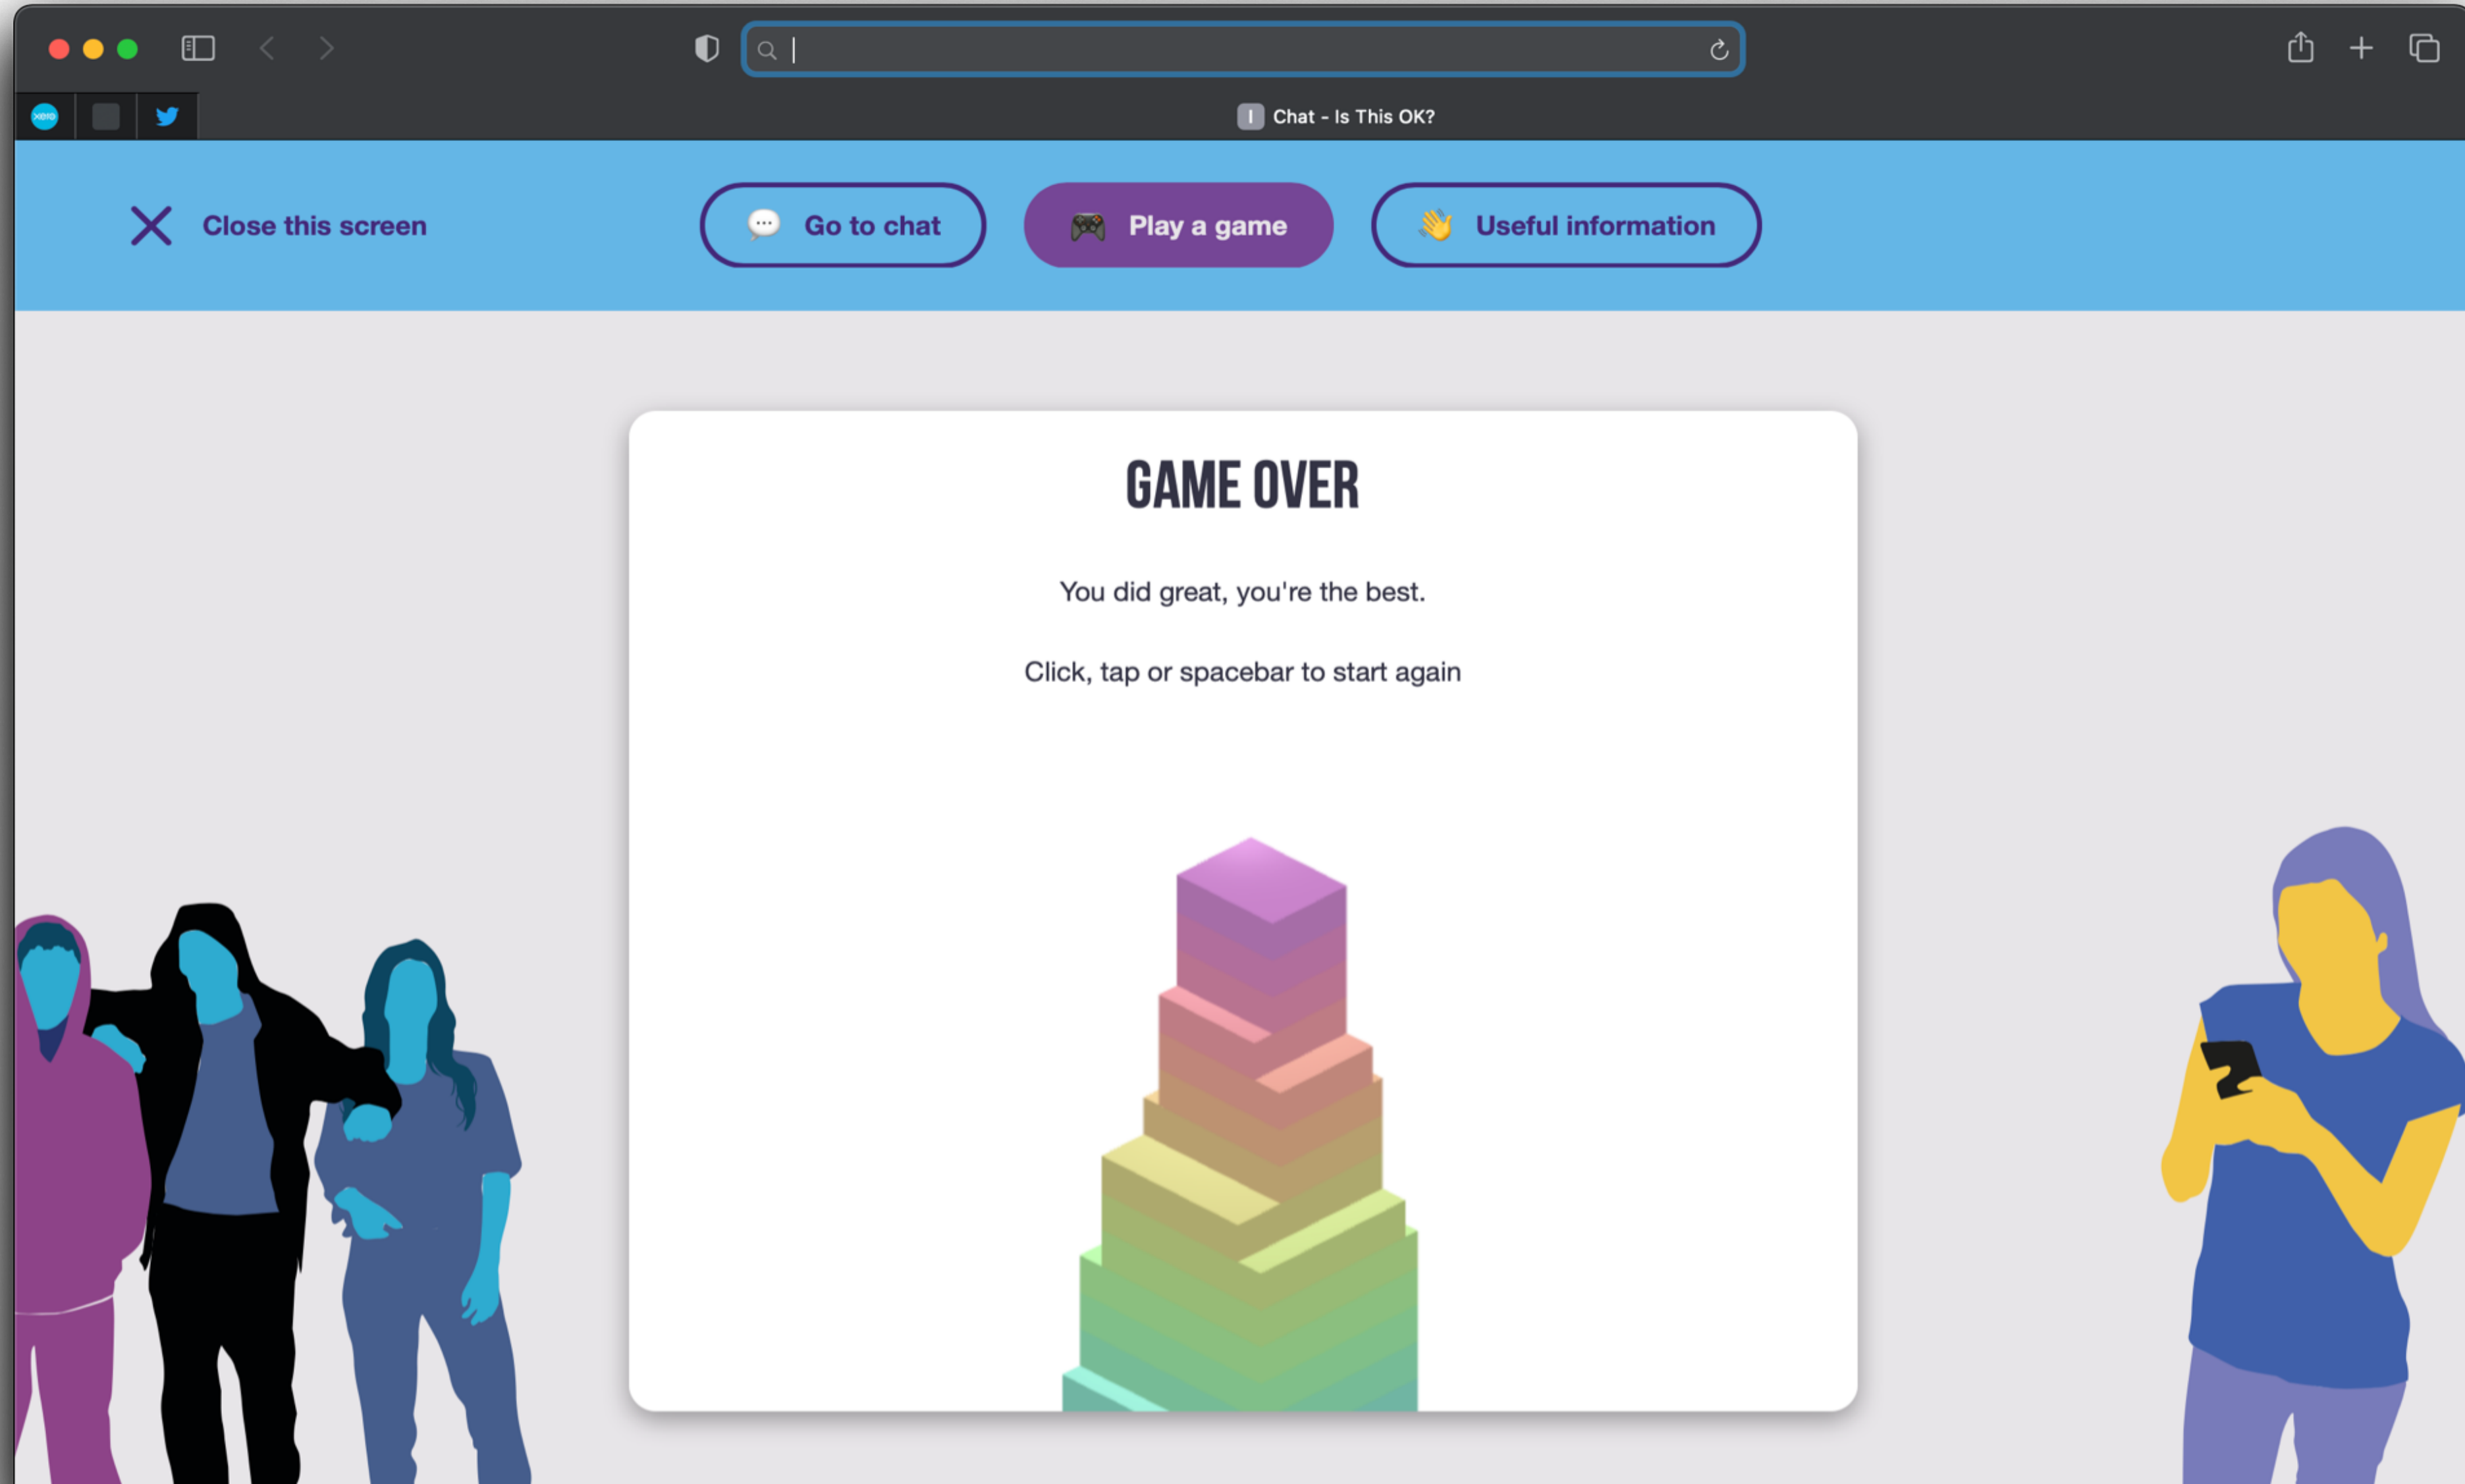 xero
I Chat - Is This OK?
Close this screen
Go to chat
Play a game
Useful information
GAME OVER
You did great, you're the best.
Click, tap or spacebar to start again